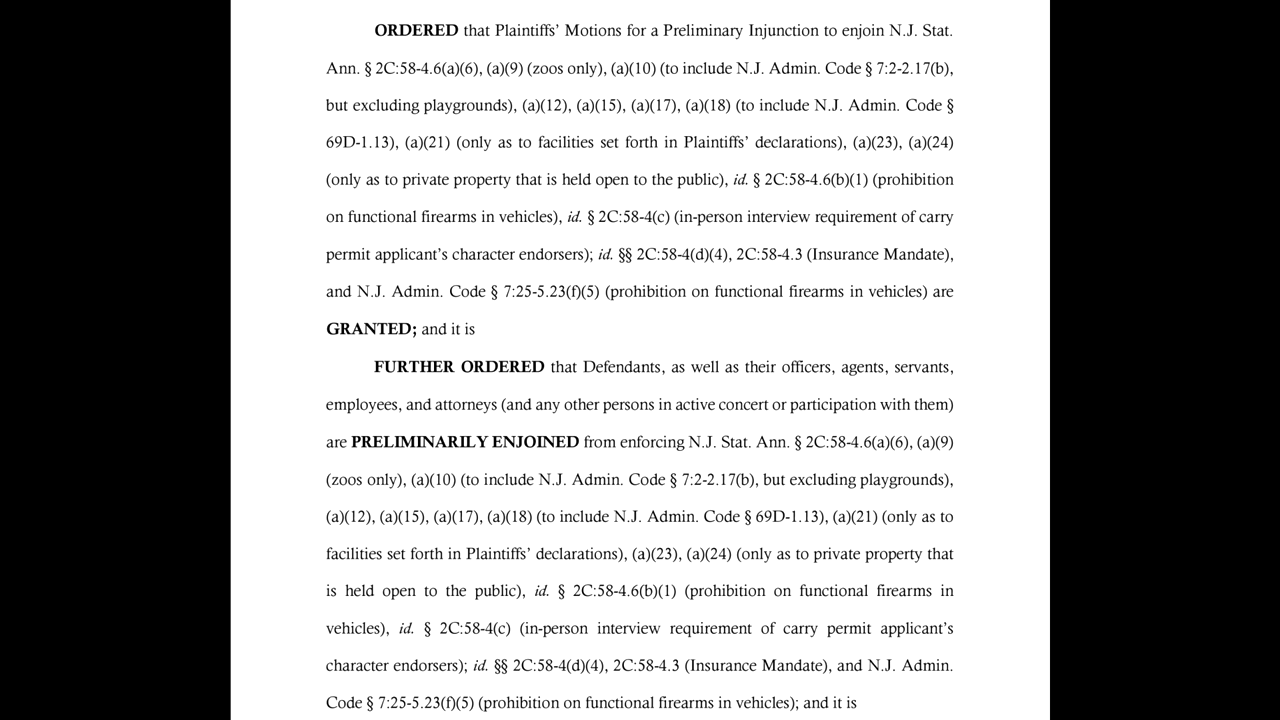 ORDERED that Plaintiffs’ Motions for a Preliminary Injunction to enjoin N.J. Stat.
Ann. § 2C:58-4.6(a)(6), (a)(9) (zoos only), (a)(10) (to include N.J. Admin. Code § 7:2-2.17(b),
but excluding playgrounds), (a)(12), (a)(15), (a)(17), (a)(18) (to include N.J. Admin. Code §
69D-1.13), (a)(21) (only as to facilities set forth in Plaintiffs’ declarations), (a)(23), (a)(24)
(only as to private property that is held open to the public), id. § 2C:58-4.6(b)(1) (prohibition
on functional firearms in vehicles), id. § 2C:58-4(c) (in-person interview requirement of carry
permit applicant’s character endorsers); id. §§ 2C:58-4(d)(4), 2C:58-4.3 (Insurance Mandate),
and N.J. Admin. Code § 7:25-5.23(f)(5) (prohibition on functional firearms in vehicles) are
GRANTED; and it is
FURTHER ORDERED that Defendants, as well as their officers, agents, servants,
employees, and attorneys (and any other persons in active concert or participation with them)
are PRELIMINARILY ENJOINED from enforcing N.J. Stat. Ann. § 2C:58-4.6(a)(6), (a)(9)
(zoos only), (a)(10) (to include N.J. Admin. Code § 7:2-2.17(b), but excluding playgrounds),
(a)(12), (a)(15), (a)(17), (a)(18) (to include N.J. Admin. Code § 69D-1.13), (a)(21) (only as to
facilities set forth in Plaintiffs’ declarations), (a)(23), (a)(24) (only as to private property that
is held open to the public), id. § 2C:58-4.6(b)(1) (prohibition on functional firearms in
vehicles), id. § 2C:58-4(c) (in-person interview requirement of carry permit applicant’s
character endorsers); id. §§ 2C:58-4(d)(4), 2C:58-4.3 (Insurance Mandate), and N.J. Admin.
Code § 7:25-5.23(f)(5) (prohibition on functional firearms in vehicles); and it is